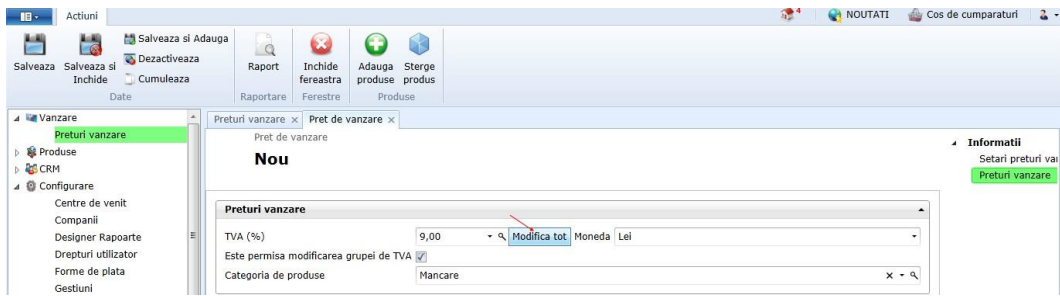 Actiuni
4
NOUTATI
Cos de cumparaturi
Salveaza
Salveaza si Inchide
Salveaza si Adauga
Dezactiveaza
Cumuleaza
Raport
Inchide fereastra
Adauga produse
Sterge produs
Date
Raportare
Ferestre
Produse
Vanzare
Preturi vanzare
Produse
CRM
Configurare
Centre de venit
Companii
Designer Rapoarte
Drepturi utilizator
Forme de plata
Gestiuni
Preturi vanzare x
Pret de vanzare x
Pret de vanzare
Nou
Preturi vanzare
TVA (%) 9,00 Modifica tot Moneda Lei
Este permisa modificarea grupei de TVA
Categoria de produse Mancare
Informatii
Setari preturi
Preturi vanzare